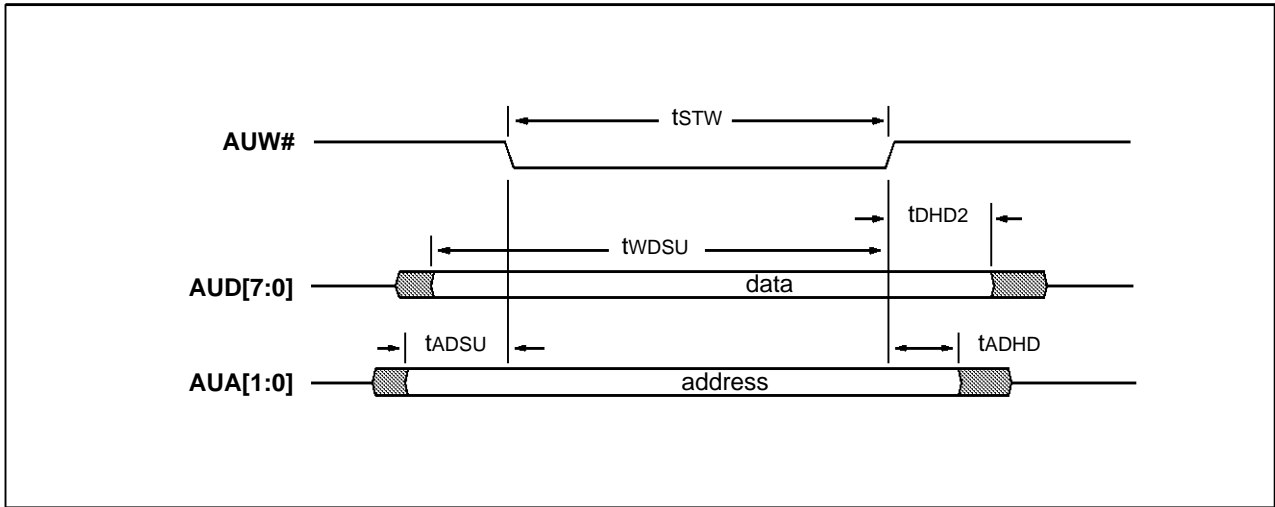 tSTW
AUW#
tDHD2
tWDSU
AUD[7:0]
data
tADSU
tADHD
AUA[1:0]
address